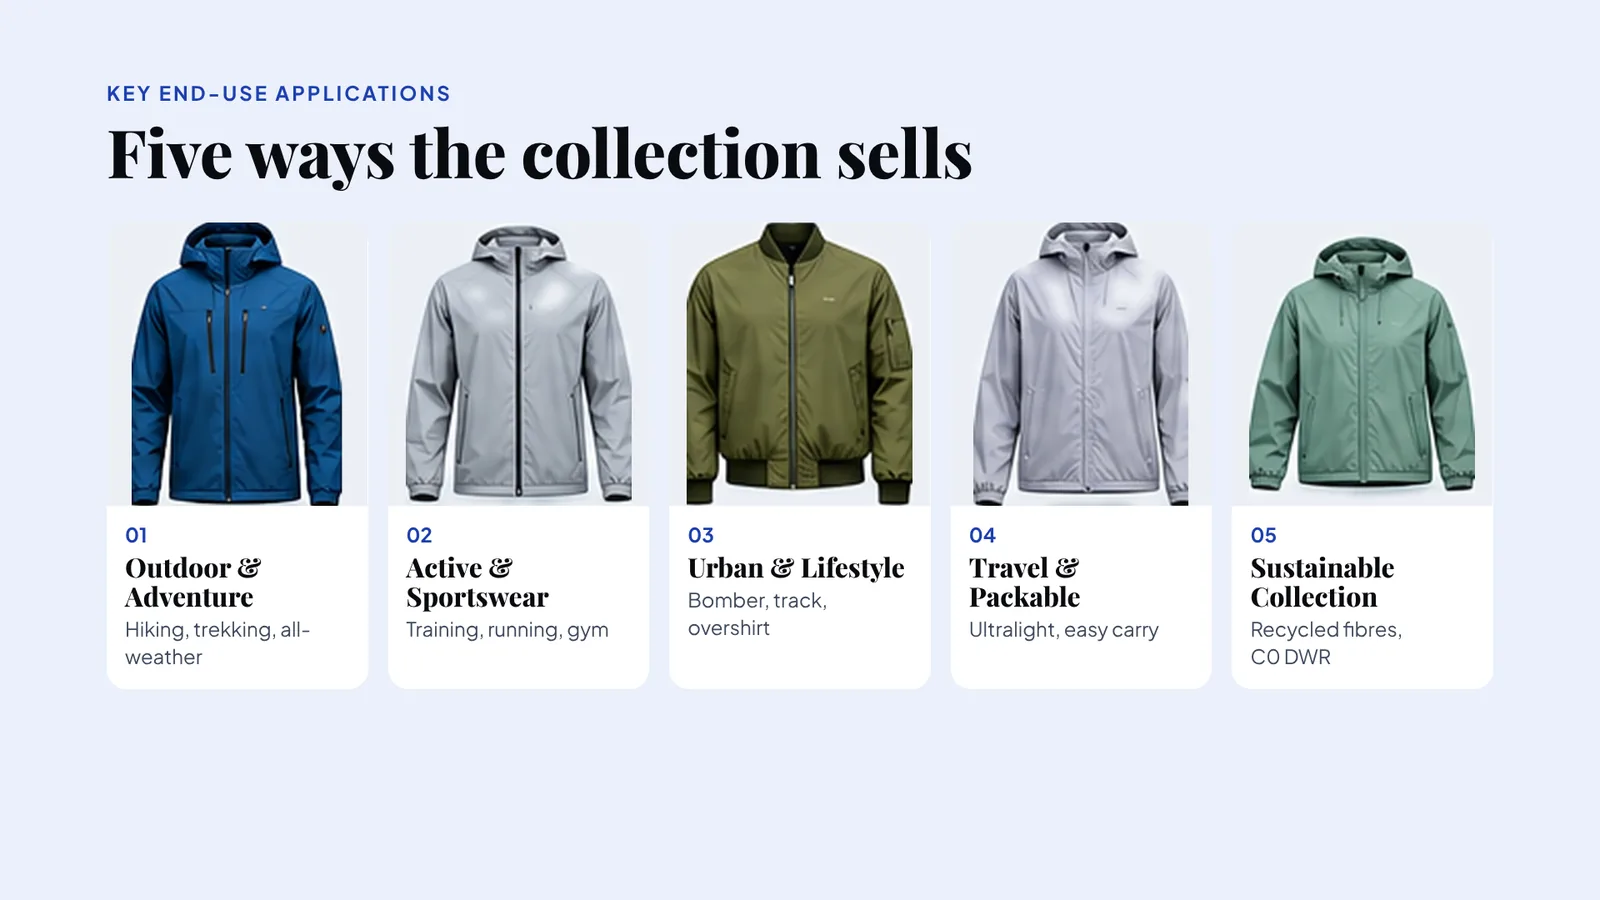 KEY END-USE APPLICATIONS
Five ways the collection sells
01
Outdoor &
Adventure
Hiking, trekking, all-
weather
02
Active &
Sportswear
Training, running, gym
03
Urban & Lifestyle
Bomber, track,
overshirt
04
Travel &
Packable
Ultralight, easy carry
05
Sustainable
Collection
Recycled fibres,
C0 DWR